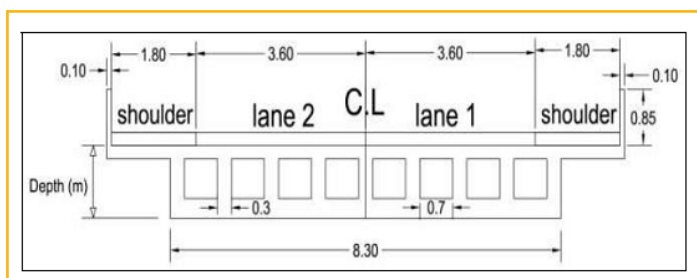 1.80 3.60 3.60 1.80
0.10 0.10
C.L
shoulder lane 2 lane 1 shoulder 0.85
Depth (m)
0.3 0.7
8.30